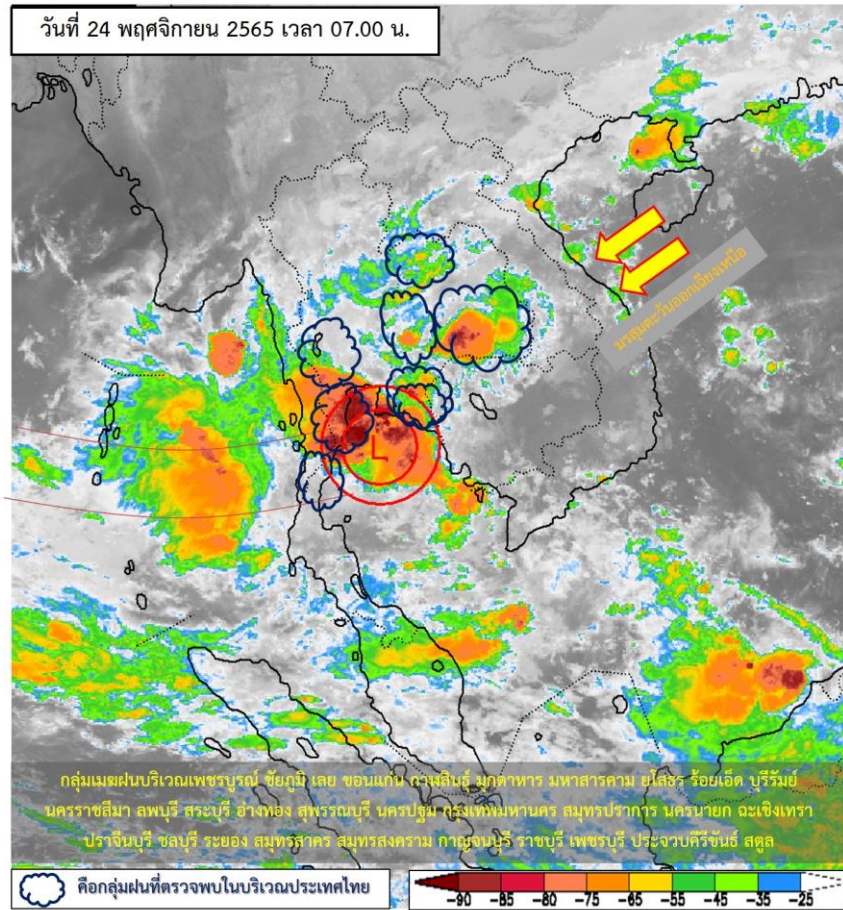 วันที่ 24 พฤศจิกายน 2565 เวลา 07.00 น.
มรสุมตะวันออกเฉียงเหนือ
L
กลุ่มเมฆฝนบริเวณเพชรบูรณ์ ชัยภูมิ เลย ขอนแก่น กาฬสินธุ์ มุกดาหาร มหาสารคาม ยโสธร ร้อยเอ็ด บุรีรัมย์
นครราชสีมา ลพบุรี สระบุรี อ่างทอง สุพรรณบุรี นครปฐม กรุงเทพมหานคร สมุทรปราการ นครนายก ฉะเชิงเทรา
ปราจีนบุรี ชลบุรี ระยอง สมุทรสาคร สมุทรสงคราม กาญจนบุรี ราชบุรี เพชรบุรี ประจวบคีรีขันธ์ สตูล
คือกลุ่มฝนที่ตรวจพบในบริเวณประเทศไทย
-90 -85 -80 -75 -65 -55 -45 -35 -25